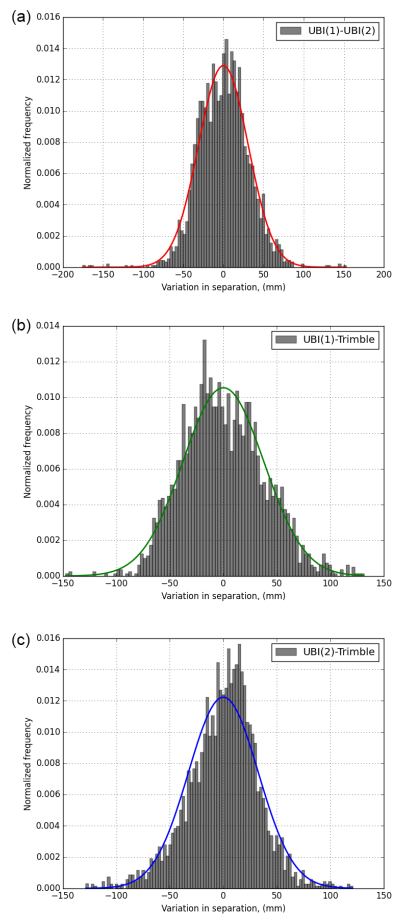 (a)
0.016
0.014
0.012
0.010
0.008
0.006
0.004
0.002
0.000
Normalized frequency
UBI(1)-UBI(2)
−200 −150 −100 −50 0 50 100 150 200
Variation in separation, (mm)
(b)
0.014
0.012
0.010
0.008
0.006
0.004
0.002
0.000
Normalized frequency
UBI(1)-Trimble
−150 −100 −50 0 50 100 150
Variation in separation, (mm)
(c)
0.016
0.014
0.012
0.010
0.008
0.006
0.004
0.002
0.000
Normalized frequency
UBI(2)-Trimble
−150 −100 −50 0 50 100 150
Variation in separation, (mm)